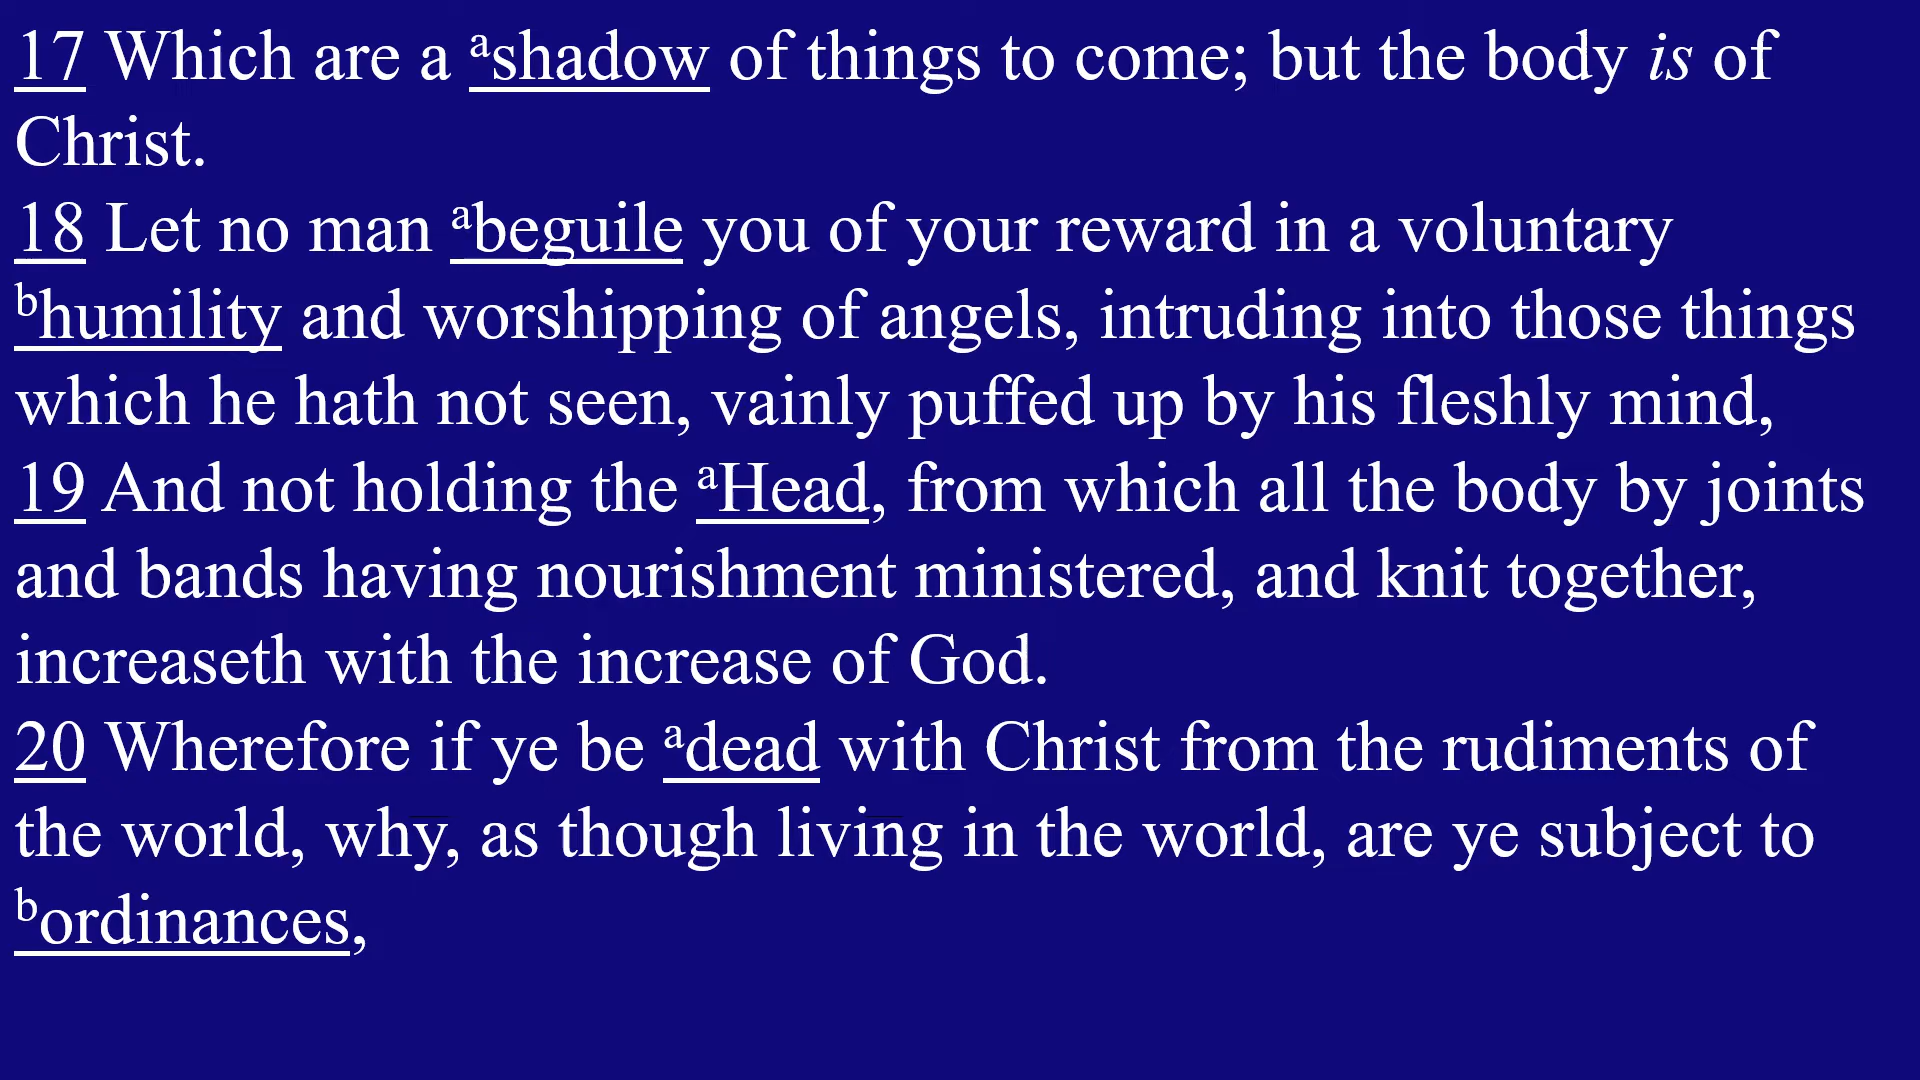 17 Which are a ashadow of things to come; but the body is of
Christ.
18 Let no man abeguile you of your reward in a voluntary
bhumility and worshipping of angels, intruding into those things
which he hath not seen, vainly puffed up by his fleshly mind,
19 And not holding the aHead, from which all the body by joints
and bands having nourishment ministered, and knit together,
increaseth with the increase of God.
20 Wherefore if ye be adead with Christ from the rudiments of
the world, why, as though living in the world, are ye subject to
bordinances,